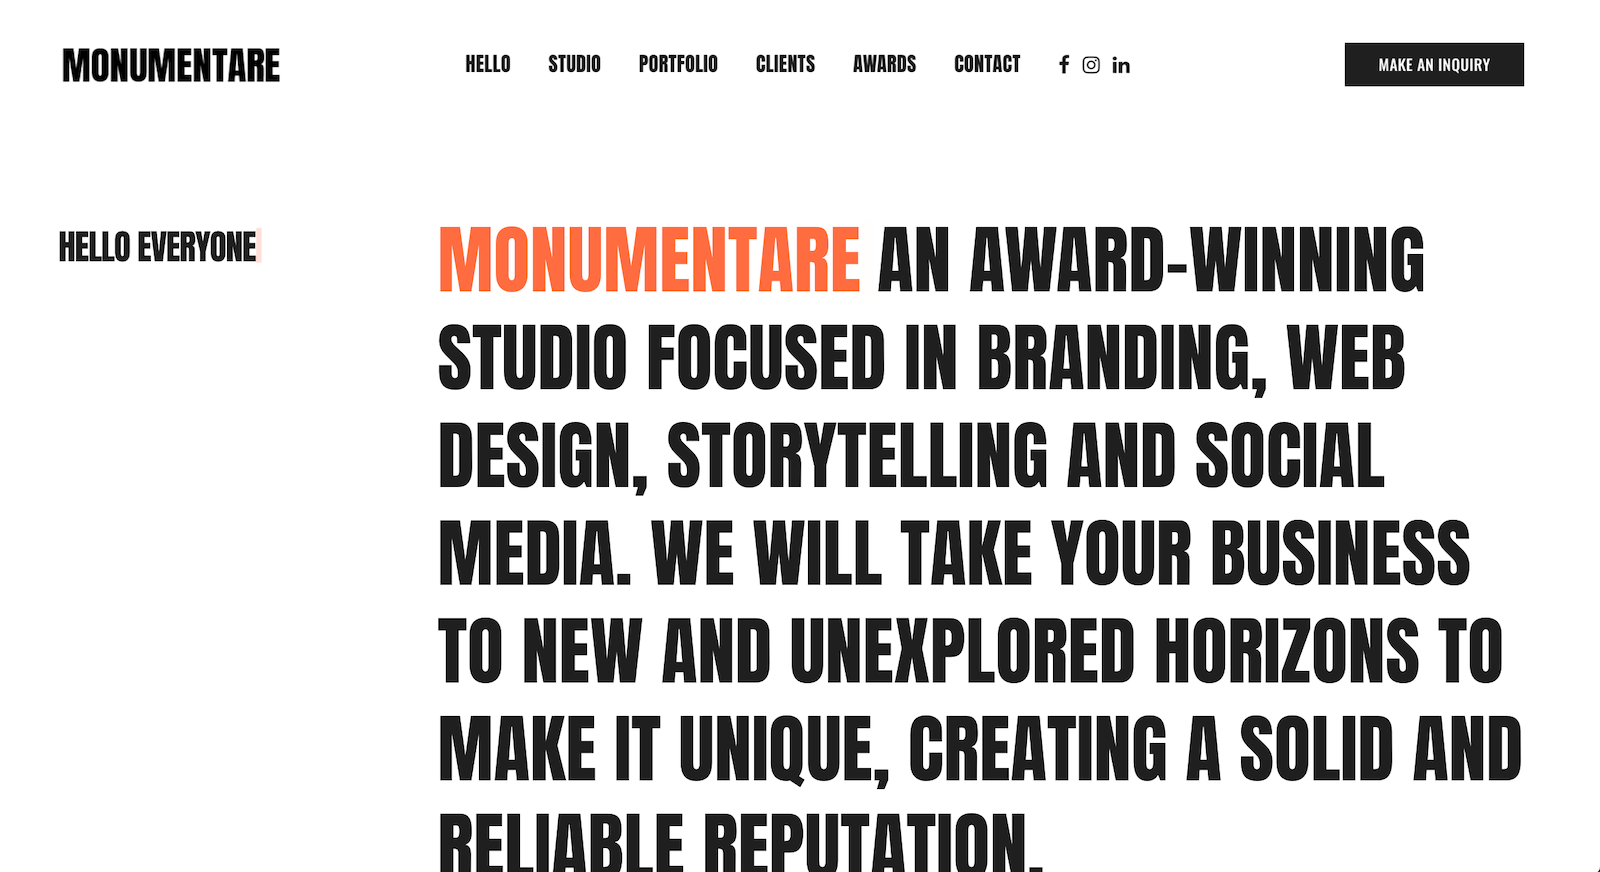 MONUMENTARE
HELLO STUDIO PORTFOLIO CLIENTS AWARDS CONTACT
MAKE AN INQUIRY
HELLO EVERYONE
MONUMENTARE AN AWARD-WINNING
STUDIO FOCUSED IN BRANDING, WEB
DESIGN, STORYTELLING AND SOCIAL
MEDIA. WE WILL TAKE YOUR BUSINESS
TO NEW AND UNEXPLORED HORIZONS TO
MAKE IT UNIQUE, CREATING A SOLID AND
RELIABLE REPUTATION.